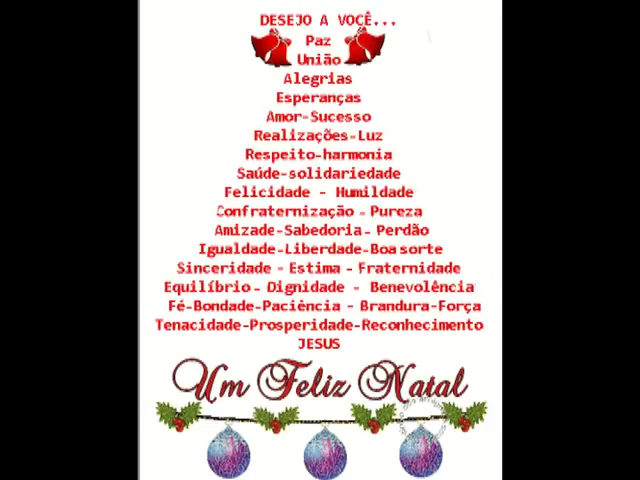 DESEJO A VOCÊ...
Paz
União
Alegrias
Esperanças
Amor-Sucesso
Realizações-Luz
Respeito-harmonia
Saúde-solidariedade
Felicidade - Humildade
Confraternização - Pureza
Amizade-Sabedoria - Perdão
Igualdade-Liberdade-Boa sorte
Sinceridade - Estima - Fraternidade
Equilíbrio - Dignidade - Benevolência
Fé-Bondade-Paciência - Brandura-Força
Tenacidade-Prosperidade-Reconhecimento
JESUS
Um Feliz Natal